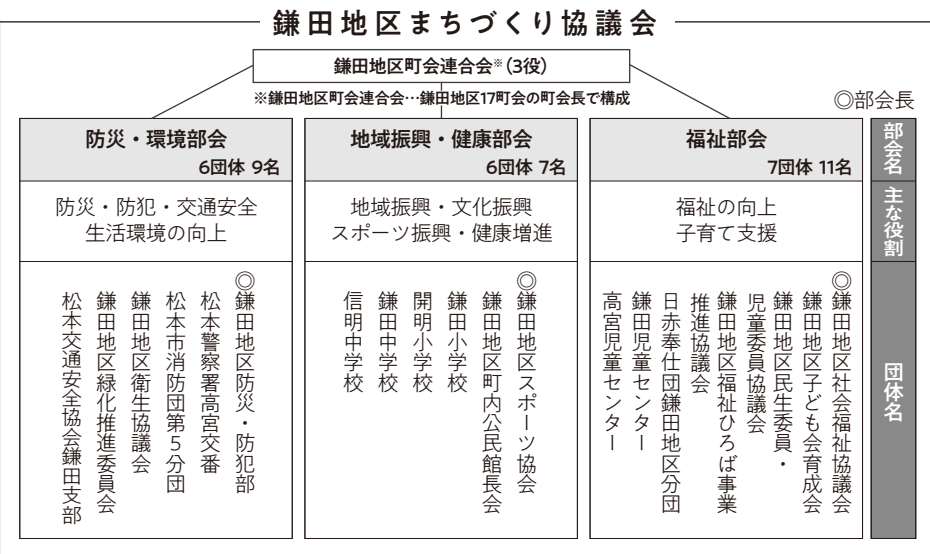 鎌田地区まちづくり協議会
鎌田地区町会連合会※(3役)
※鎌田地区町会連合会…鎌田地区17町会の町会長で構成
◎部会長
部会名
防災・環境部会
6団体 9名
地域振興・健康部会
6団体 7名
福祉部会
7団体 11名
主な役割
防災・防犯・交通安全
生活環境の向上
地域振興・文化振興
スポーツ振興・健康増進
福祉の向上
子育て支援
団体名
◎鎌田地区防災・防犯部
松本警察署高宮交番
松本市消防団第5分団
鎌田地区衛生協議会
鎌田地区緑化推進委員会
松本交通安全協会鎌田支部
◎鎌田地区スポーツ協会
鎌田地区町内公民館長会
鎌田小学校
開明小学校
鎌田中学校
信明中学校
◎鎌田地区社会福祉協議会
鎌田地区子ども会育成会
鎌田地区民生委員・
児童委員協議会
鎌田地区福祉ひろば事業
推進協議会
日赤奉仕団鎌田地区分団
鎌田児童センター
高宮児童センター